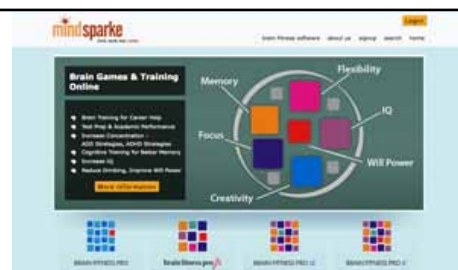 Login
mindsparke
brain fitness software about us signup search home
Brain Games & Training
Online
Brain Training for Career Help
Test Prep & Academic Performance
Increase Concentration -
ADD Strategies, ADHD Strategies
Cognitive Training for Better Memory
Increase IQ
Reduce Drinking, Improve Will Power
More information
Flexibility
Memory
IQ
Focus
Will Power
Creativity
BRAIN FITNESS PRO
brain fitness pro
BRAIN FITNESS PRO
BRAIN FITNESS PRO